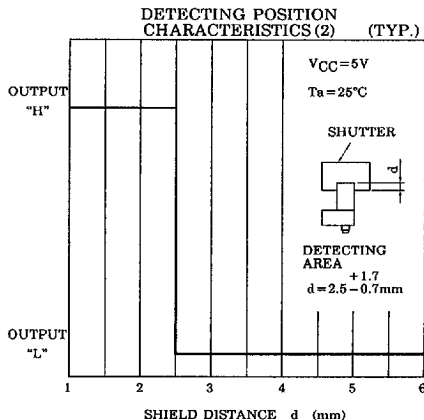 DETECTING POSITION
CHARACTERISTICS (2) (TYP.)
VCC=5V
Ta=25°C
OUTPUT
“H”
SHUTTER
d
DETECTING
AREA
+1.7
d=2.5−0.7mm
OUTPUT
“L”
1 2 3 4 5 6
SHIELD DISTANCE d (mm)